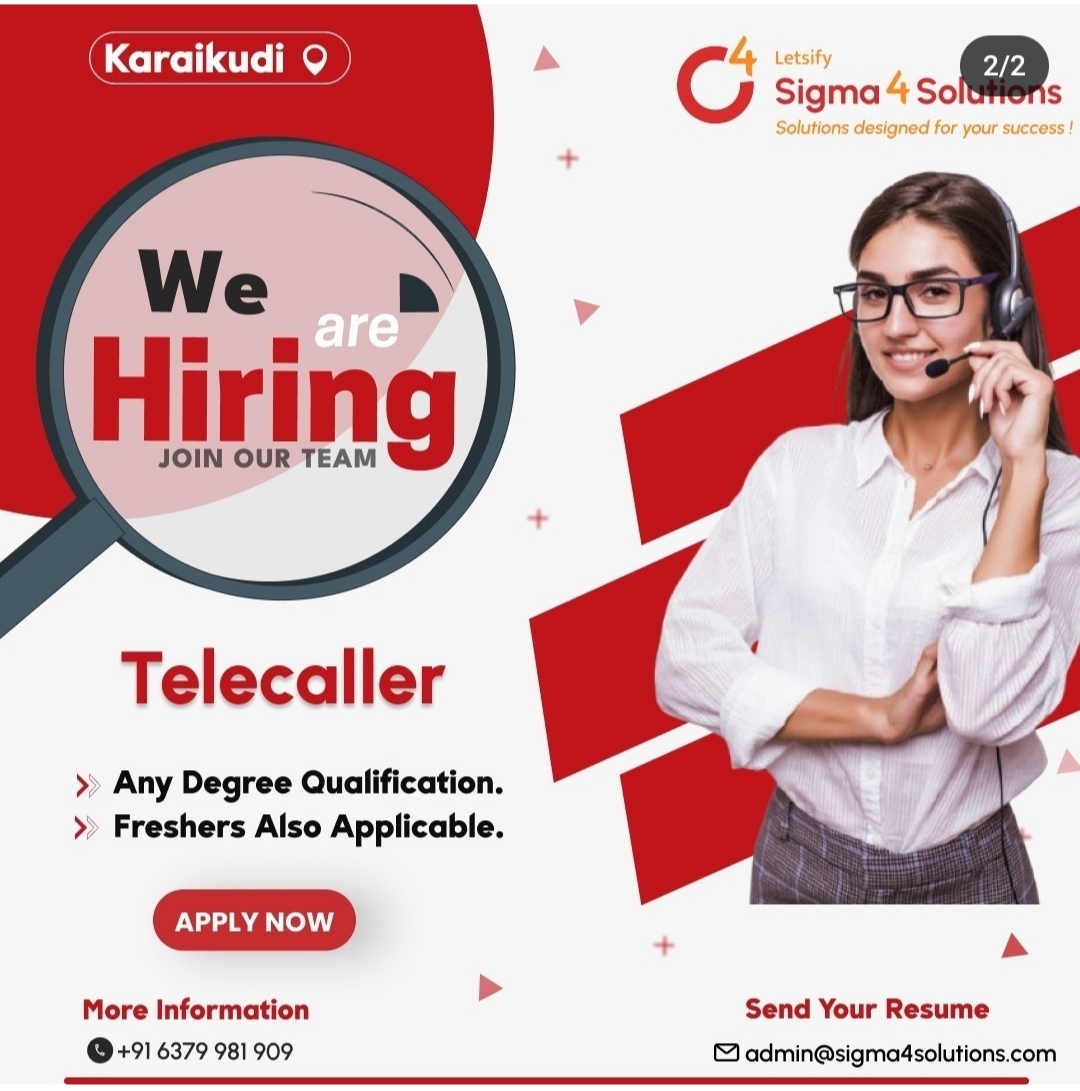 Karaikudi
Letsify
Sigma 4 Solutions
Solutions designed for your success !
2/2
We
are
Hiring
JOIN OUR TEAM
Telecaller
Any Degree Qualification.
Freshers Also Applicable.
APPLY NOW
More Information
+91 6379 981 909
Send Your Resume
admin@sigma4solutions.com